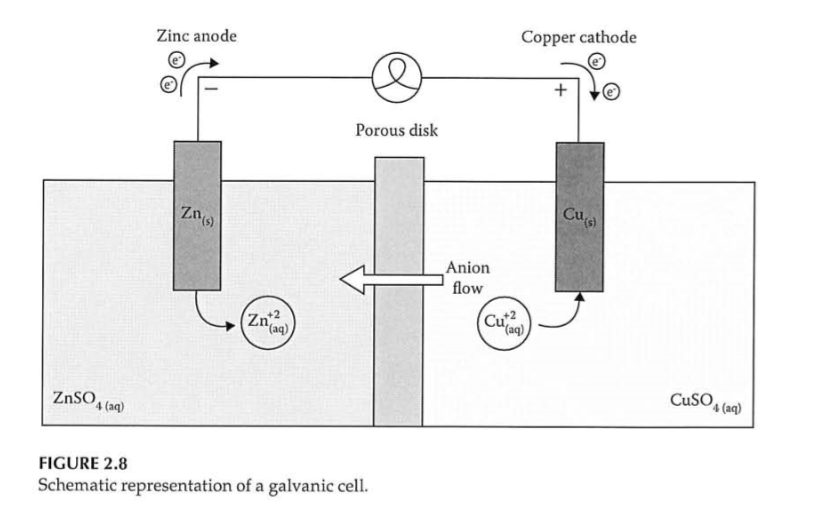 Zinc anode
Copper cathode
e-
e-
e-
e-
−
+
Porous disk
Zn(s)
Cu(s)
Anion
flow
Zn+2(aq)
Cu+2(aq)
ZnSO4 (aq)
CuSO4 (aq)
FIGURE 2.8
Schematic representation of a galvanic cell.